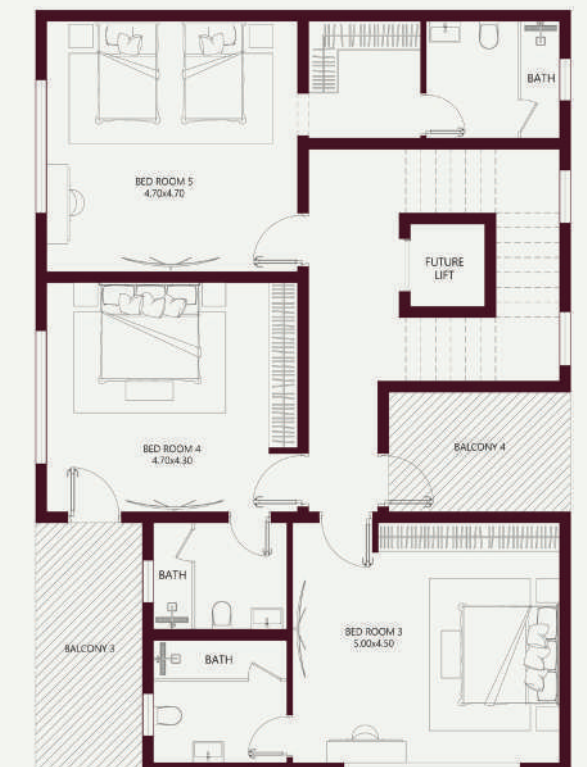 BATH
BED ROOM 5
4.70x4.70
FUTURE
LIFT
BED ROOM 4
4.70x4.30
BALCONY 4
BATH
BALCONY 3
BED ROOM 3
5.00x4.50
BATH